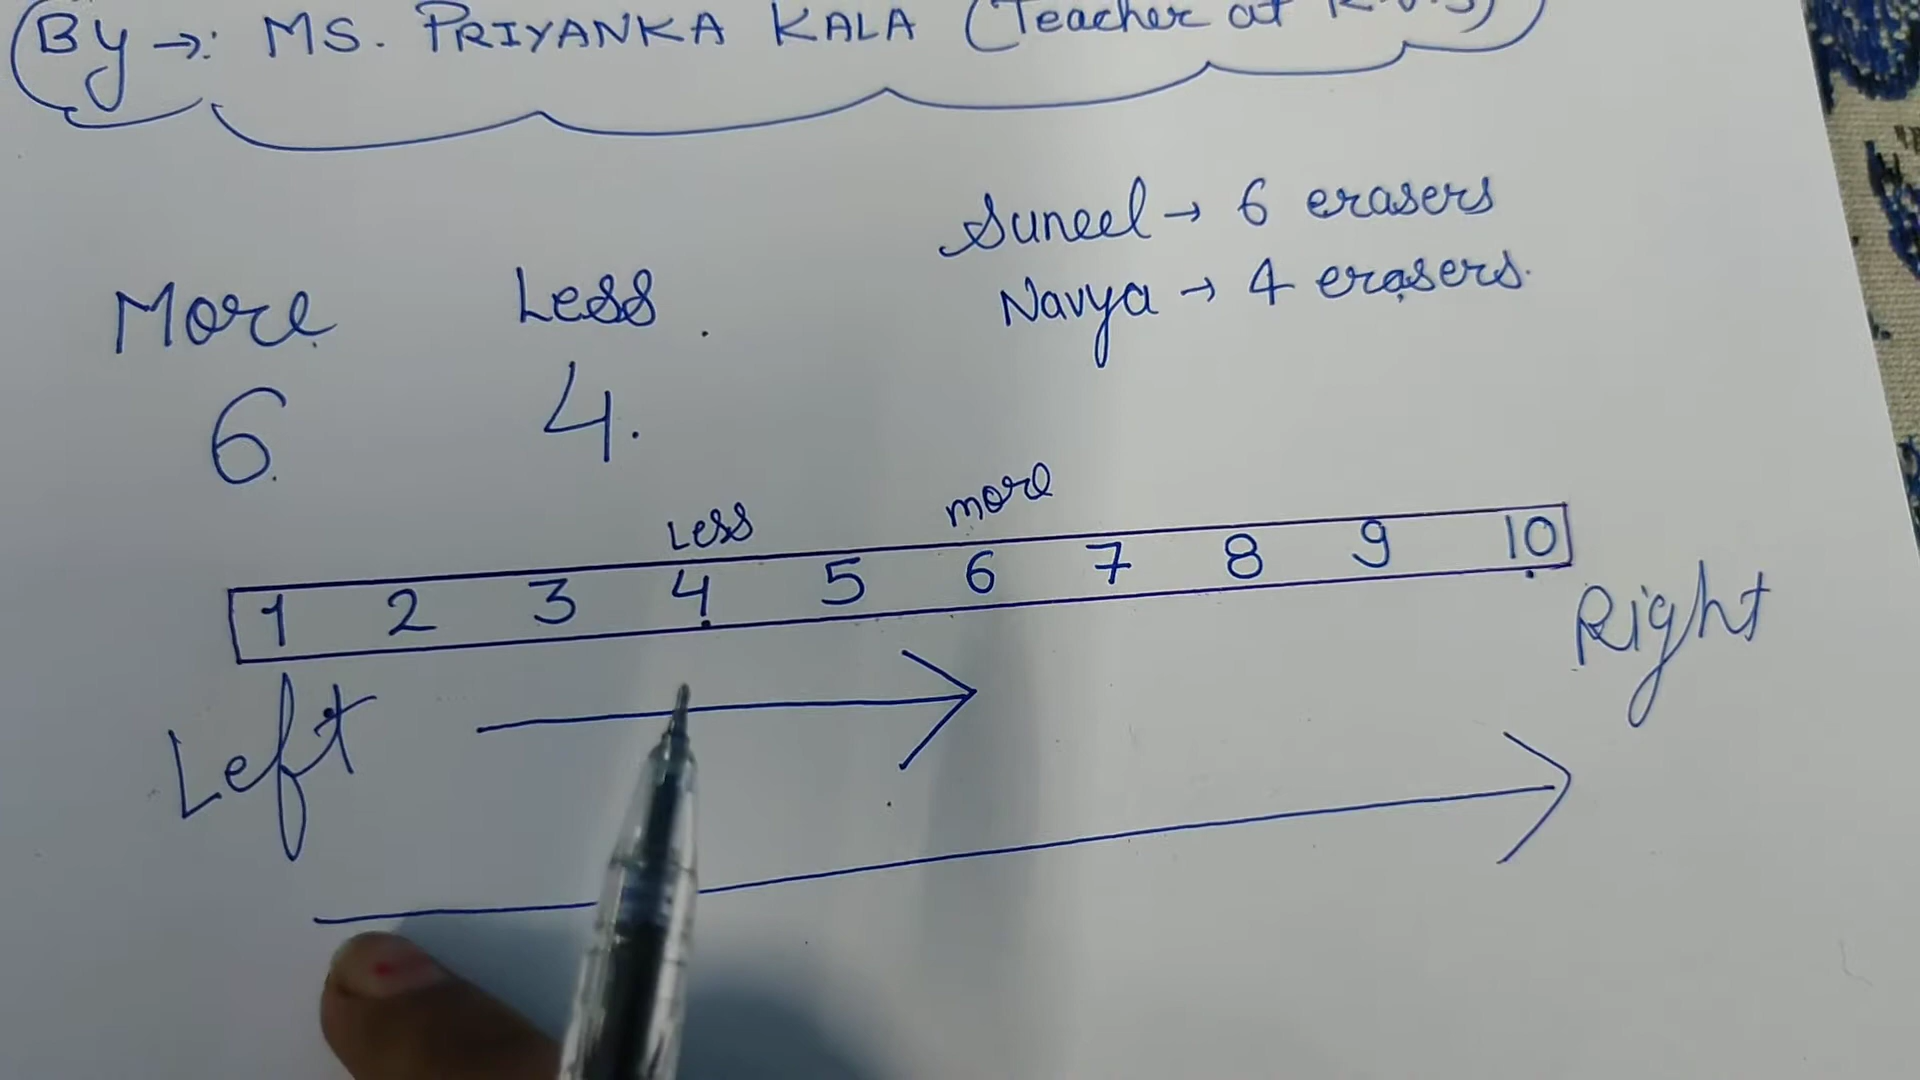 By →: MS. PRIYANKA KALA (Teacher at K.V.S)
Suneel → 6 erasers
Navya → 4 erasers.
More Less.
6. 4.
Less more
1 2 3 4 5 6 7 8 9 10
Left Right